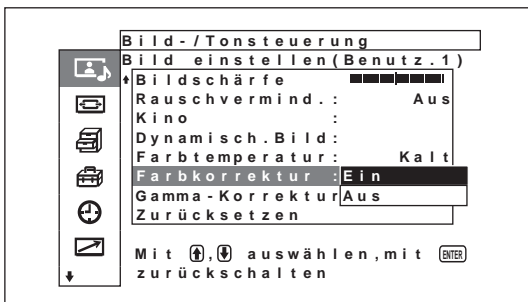 Bild-/Tonsteuerung
Bild einstellen(Benutz.1)
Bildschärfe
Rauschvermind.: Aus
Kino :
Dynamisch.Bild:
Farbtemperatur: Kalt
Farbkorrektur :Ein
Gamma-Korrektur Aus
Zurücksetzen
Mit ↑,↓ auswählen,mit ENTER
zurückschalten